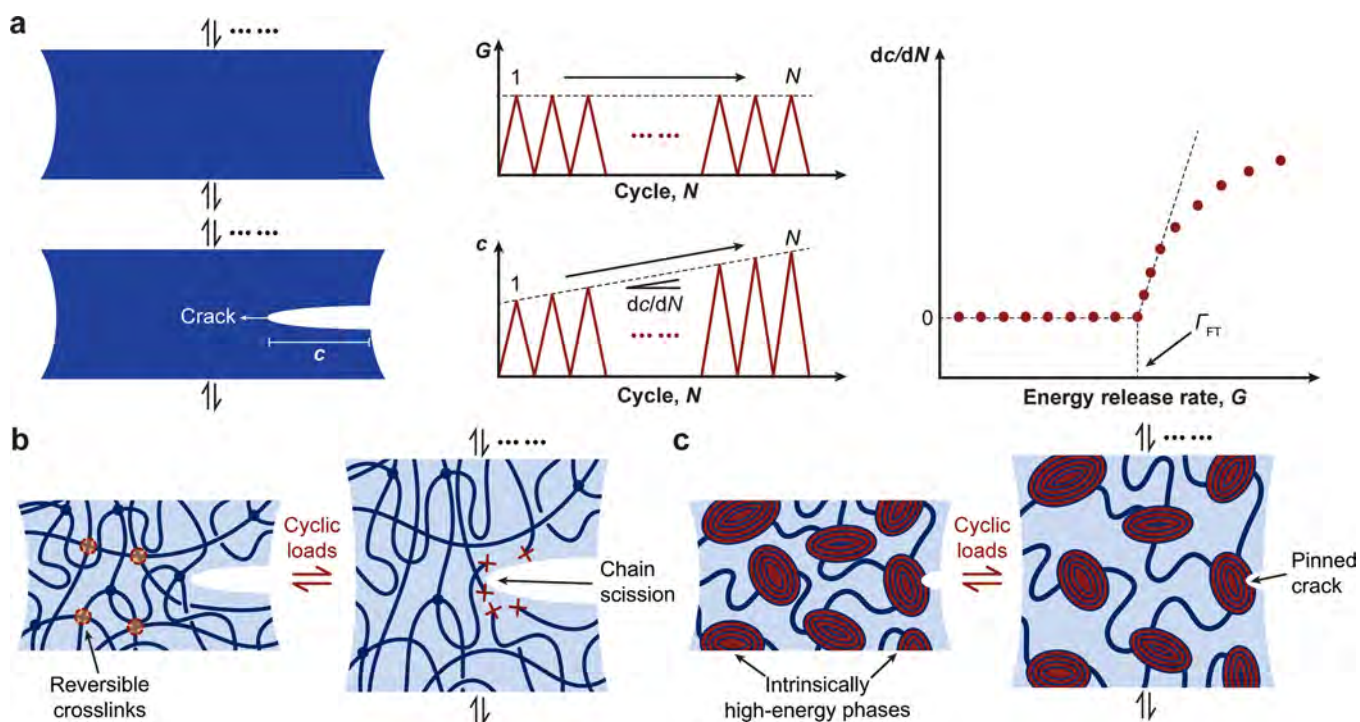 a
…… 
Crack
c
……
G
1
N
……
Cycle, N
c
1
N
dc/dN
……
Cycle, N
dc/dN
0
Γ_FT
Energy release rate, G
b
Cyclic
loads
Reversible
crosslinks
……
Chain
scission
c
Cyclic
loads
Intrinsically
high-energy phases
……
Pinned
crack